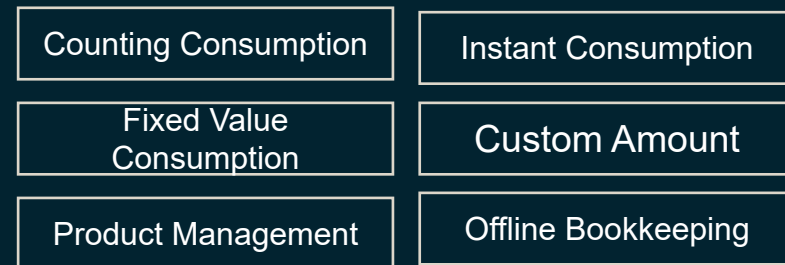 Counting Consumption
Instant Consumption
Fixed Value
Consumption
Custom Amount
Product Management
Offline Bookkeeping